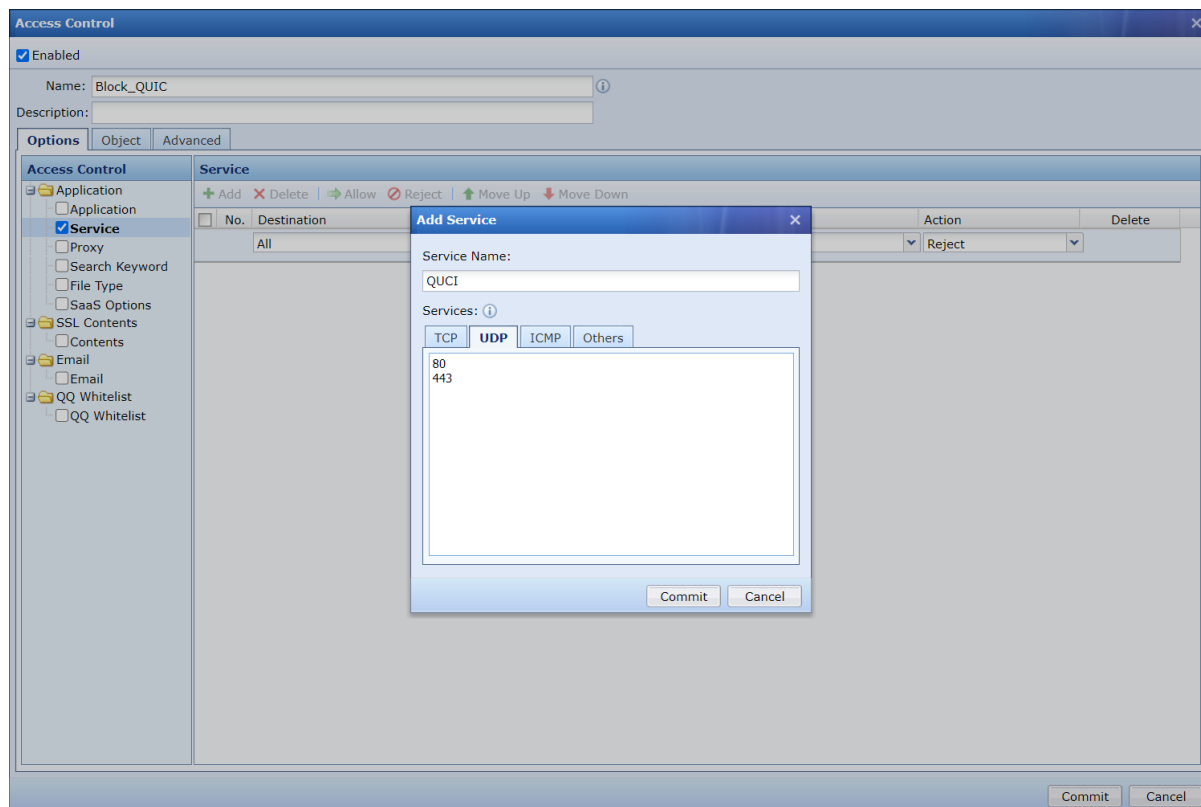 Access Control
Enabled
Name: Block_QUIC
Description:
Options Object Advanced
Access Control
Application
Application
Service
Proxy
Search Keyword
File Type
SaaS Options
SSL Contents
Contents
Email
Email
QQ Whitelist
QQ Whitelist
Service
Add Delete Allow Reject Move Up Move Down
No. Destination Action Delete
All Reject
Add Service
Service Name:
QUCI
Services:
TCP UDP ICMP Others
80
443
Commit Cancel
Commit Cancel